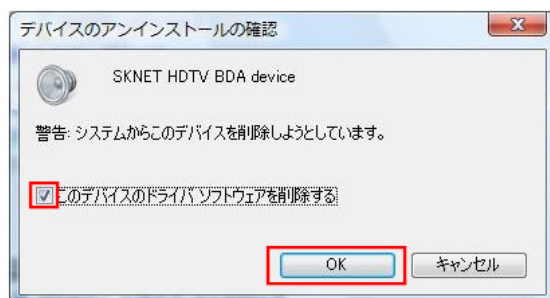 デバイスのアンインストールの確認
SKNET HDTV BDA device
警告: システムからこのデバイスを削除しようとしています。
このデバイスのドライバ ソフトウェアを削除する
OK
キャンセル